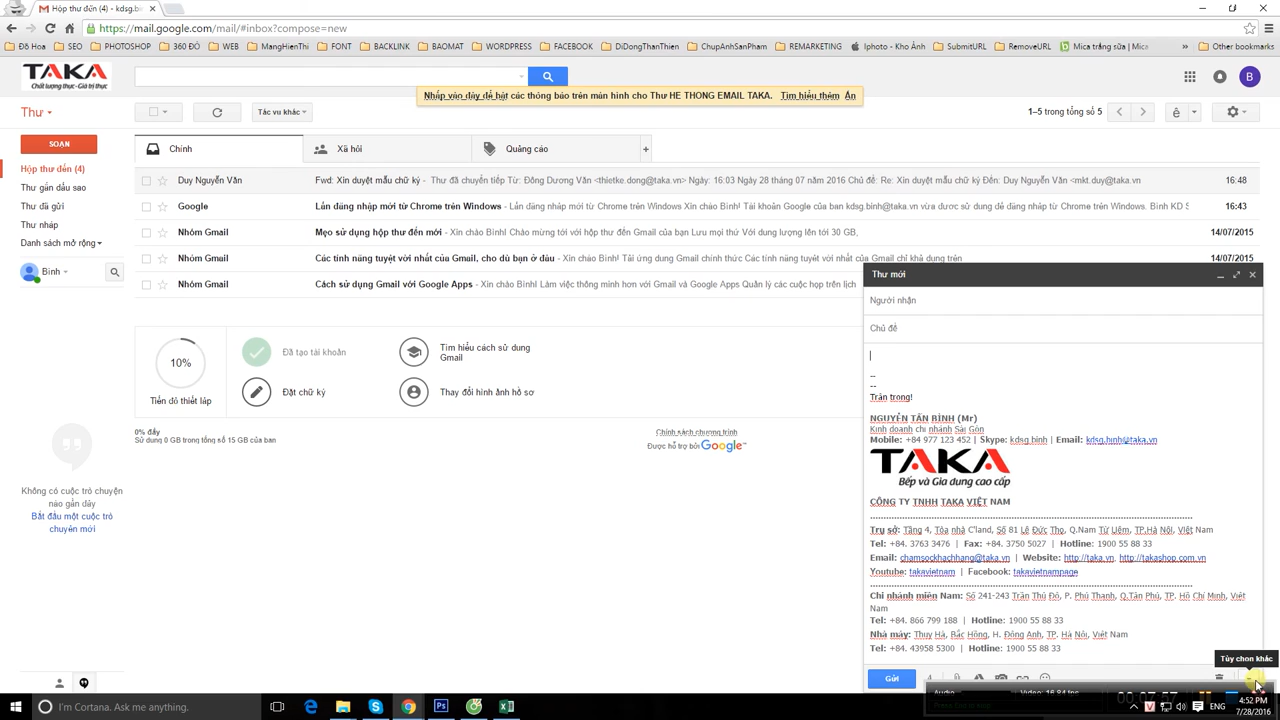 Thư đến (4) - kdsg.bi
https://mail.google.com/mail/#inbox?compose=new
Đồ Họa SEO PHOTOSHOP 360 ĐỘ WEB MangHienThi FONT BACKLINK BAOMAT WORDPRESS FACEBOOK DiDongThanThien ChupAnhSanPham REMARKETING Iphoto - Kho Ảnh SubmitURL RemoveURL Mica trắng sữa | Mica » Other bookmarks
TAKA
Chất lượng thực - Giá trị thực
B
Nhấp vào đây để bật các thông báo trên màn hình cho Thư HE THONG EMAIL TAKA. Tìm hiểu thêm Ẩn
Thư
Tác vụ khác
1–5 trong tổng số 5
SOẠN
Chính
Xã hội
Quảng cáo
+
Hộp thư đến (4)
Thư gắn dấu sao
Thư đã gửi
Thư nháp
Danh sách mở rộng
Binh
Duy Nguyễn Văn Fwd: Xin duyệt mẫu chữ ký - Thư đã chuyển tiếp Từ: Đông Dương Văn <thietke.dong@taka.vn> Ngày: 16:03 Ngày 28 tháng 07 năm 2016 Chủ đề: Re: Xin duyệt mẫu chữ ký Đến: Duy Nguyễn Văn <mkt.duy@taka.vn> 16:48
Google Lần đăng nhập mới từ Chrome trên Windows - Lần đăng nhập mới từ Chrome trên Windows Xin chào Binh! Tài khoản Google của bạn kdsg.binh@taka.vn vừa được sử dụng để đăng nhập từ Chrome trên Windows. Binh KD S 16:43
Nhóm Gmail Mẹo sử dụng hộp thư đến mới - Xin chào Binh! Chào mừng tới với hộp thư đến Gmail của bạn Lưu mọi thứ Với dung lượng lên tới 30 GB, 14/07/2015
Nhóm Gmail Các tính năng tuyệt vời nhất của Gmail, cho dù bạn ở đâu - Xin chào Binh! Tải ứng dụng Gmail chính thức Các tính năng tuyệt vời nhất của Gmail chỉ khả dụng trên 14/07/2015
Nhóm Gmail Cách sử dụng Gmail với Google Apps - Xin chào Binh! Làm việc thông minh hơn với Gmail và Google Apps Quản lý các cuộc họp trên lịch
10%
Tiến độ thiết lập
Đã tạo tài khoản
Tìm hiểu cách sử dụng
Gmail
Đặt chữ ký
Thay đổi hình ảnh hồ sơ
0% đầy
Sử dụng 0 GB trong tổng số 15 GB của bạn
Chính sách chương trình
Được hỗ trợ bởi Google™
Không có cuộc trò chuyện
nào gần đây
Bắt đầu một cuộc trò
chuyện mới
Thư mới
Người nhận
Chủ đề
--
--
Trân trọng!
NGUYỄN TẤN BÌNH (Mr)
Kinh doanh chi nhánh Sài Gòn
Mobile: +84 977 123 452 | Skype: kdsg.binh | Email: kdsg.binh@taka.vn
TAKA
Bếp và Gia dụng cao cấp
CÔNG TY TNHH TAKA VIỆT NAM
Trụ sở: Tầng 4, Tòa nhà C'land, Số 81 Lê Đức Thọ, Q.Nam Từ Liêm, TP.Hà Nội, Việt Nam
Tel: +84. 3763 3476 | Fax: +84. 3750 5027 | Hotline: 1900 55 88 33
Email: chamsockhachhang@taka.vn | Website: http://taka.vn, http://takashop.com.vn
Youtube: takavietnam | Facebook: takavietnampage
Chi nhánh miền Nam: Số 241-243 Trần Thủ Độ, P. Phú Thạnh, Q.Tân Phú, TP. Hồ Chí Minh, Việt
Nam
Tel: +84. 866 799 188 | Hotline: 1900 55 88 33
Nhà máy: Thụy Hà, Bắc Hồng, H. Đông Anh, TP. Hà Nội, Việt Nam
Tel: +84. 43958 5300 | Hotline: 1900 55 88 33
Tùy chọn khác
Gửi
Audio
Video: 16.84 fps
00:07:57
I'm Cortana. Ask me anything.
ENG
4:52 PM
7/28/2016